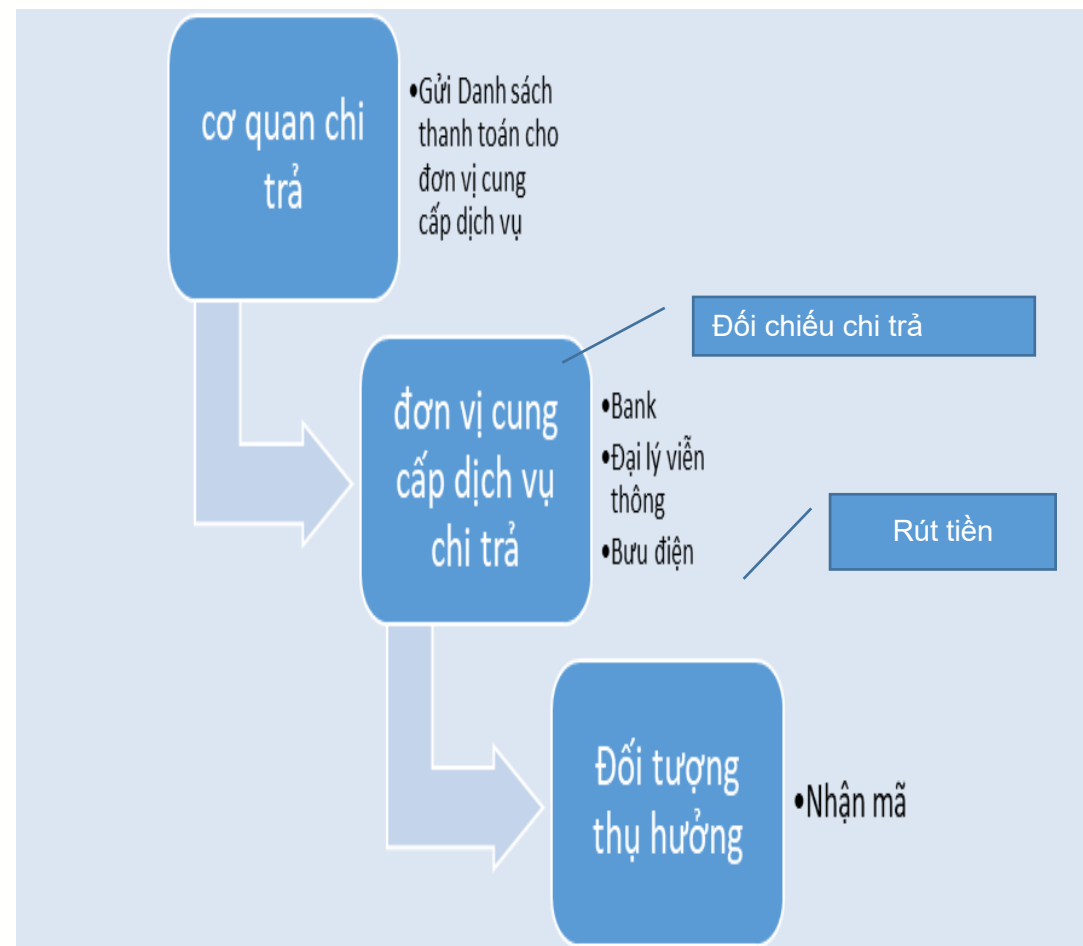 cơ quan chi
trả
•Gửi Danh sách
thanh toán cho
đơn vị cung
cấp dịch vụ
Đối chiếu chi trả
đơn vị cung
cấp dịch vụ
chi trả
•Bank
•Đại lý viễn
thông
•Bưu điện
Rút tiền
Đối tượng
thụ hưởng
•Nhận mã